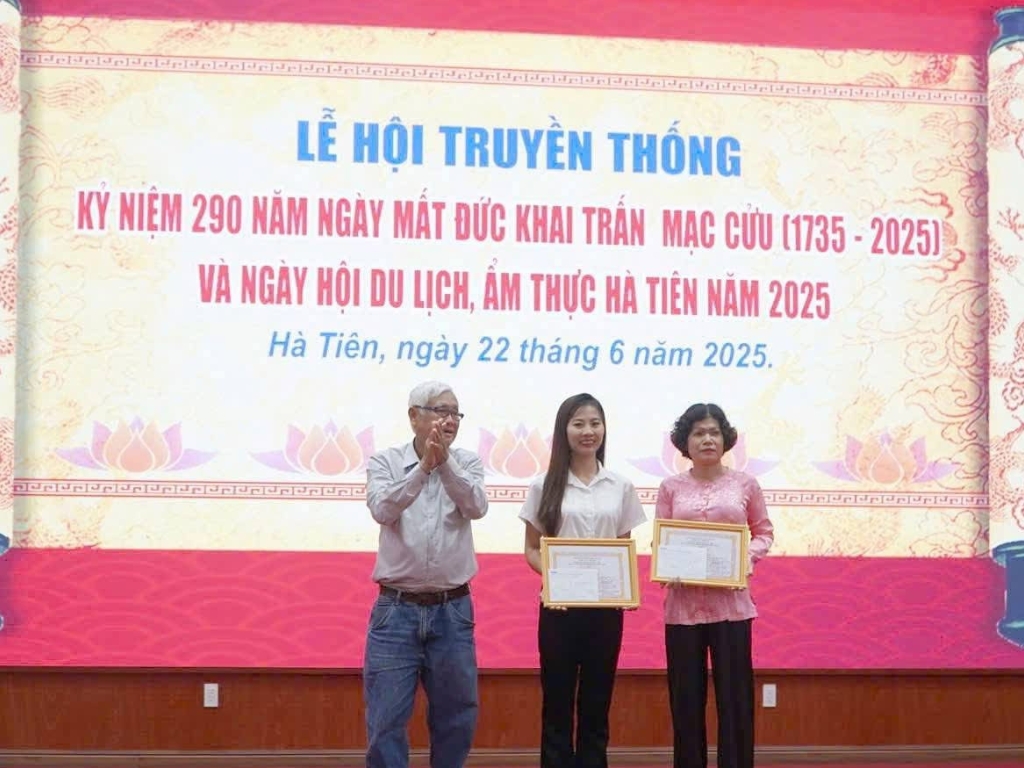 LỄ HỘI TRUYỀN THỐNG
KỶ NIỆM 290 NĂM NGÀY MẤT ĐỨC KHAI TRẤN MẠC CỬU (1735 - 2025)
VÀ NGÀY HỘI DU LỊCH, ẨM THỰC HÀ TIÊN NĂM 2025
Hà Tiên, ngày 22 tháng 6 năm 2025.